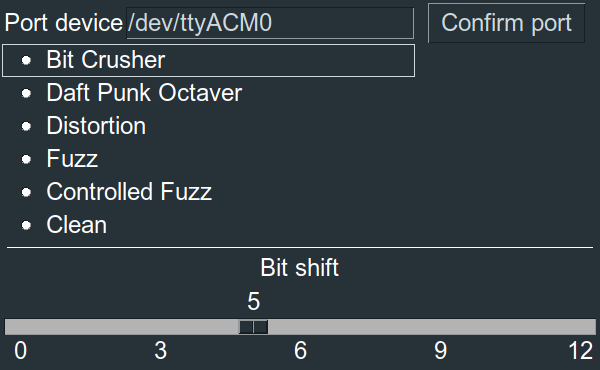 Port device /dev/ttyACM0 Confirm port
Bit Crusher
Daft Punk Octaver
Distortion
Fuzz
Controlled Fuzz
Clean
Bit shift
5
0 3 6 9 12